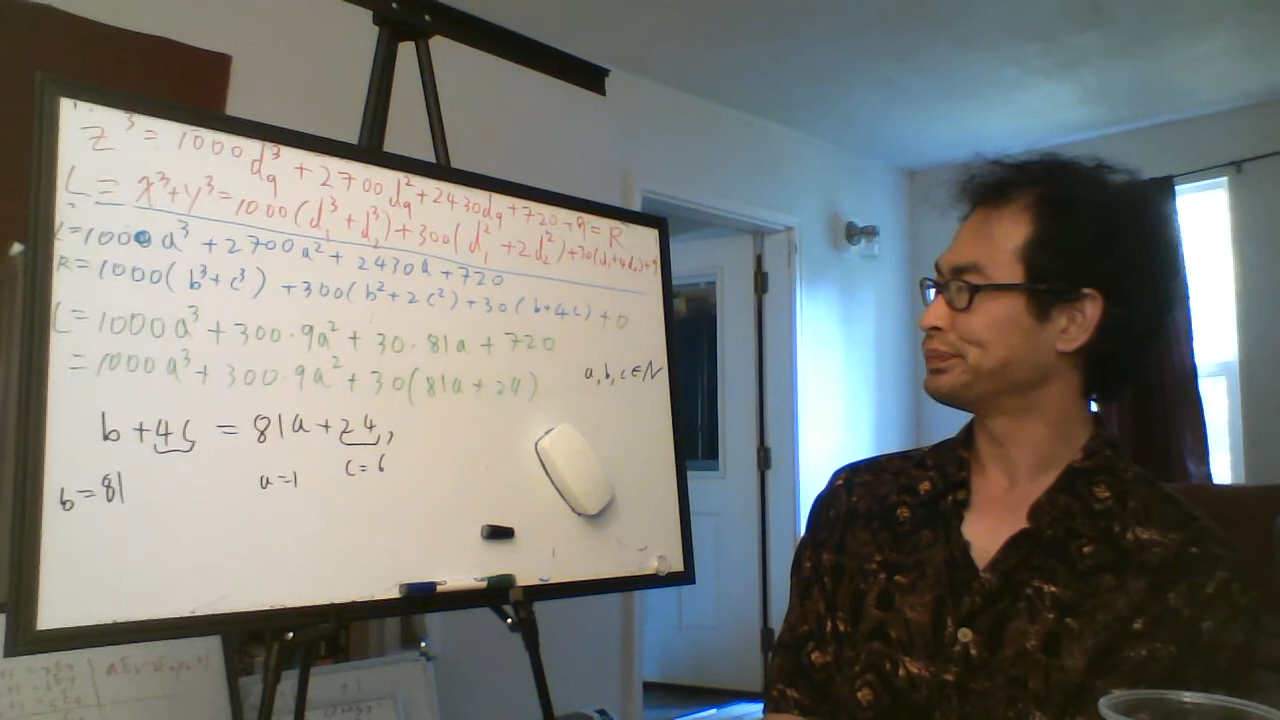 z³ = 1000d₉³ + 2700d₉² + 2430d₉ + 720 + 9 = R
L = x³+y³ = 1000(d₁³ + d₂³) + 300(d₁² + 2d₂²) + 30(d₁+4d₂)+9
L = 1000a³ + 2700a² + 2430a + 720
R = 1000(b³+c³) + 300(b²+2c²) + 30(b+4c) + 0
L = 1000a³ + 300·9a² + 30·81a + 720
= 1000a³ + 300·9a² + 30(81a + 24)
a, b, c ∈ N
b + 4c = 81a + 24,
c = 6
a = 1
b = 81